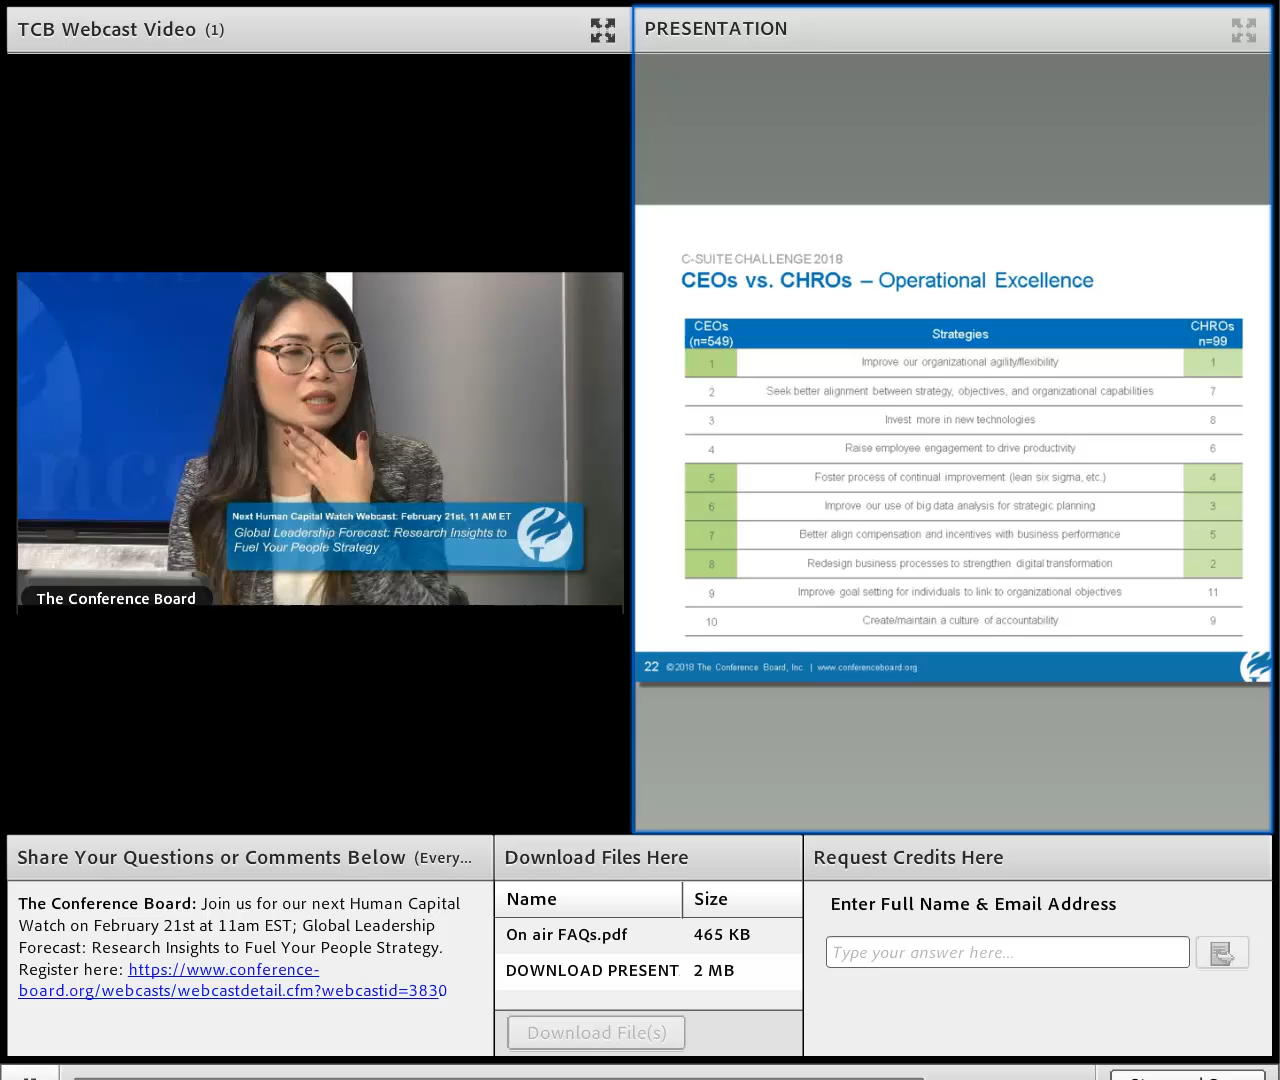 TCB Webcast Video (1)
PRESENTATION
Next Human Capital Watch Webcast: February 21st, 11 AM ET
Global Leadership Forecast: Research Insights to
Fuel Your People Strategy
The Conference Board
C-SUITE CHALLENGE 2018
CEOs vs. CHROs – Operational Excellence
CEOs (n=549) Strategies CHROs n=99
1 Improve our organizational agility/flexibility 1
2 Seek better alignment between strategy, objectives, and organizational capabilities 7
3 Invest more in new technologies 8
4 Raise employee engagement to drive productivity 6
5 Foster process of continual improvement (lean six sigma, etc.) 4
6 Improve our use of big data analysis for strategic planning 3
7 Better align compensation and incentives with business performance 5
8 Redesign business processes to strengthen digital transformation 2
9 Improve goal setting for individuals to link to organizational objectives 11
10 Create/maintain a culture of accountability 9
22 ©2018 The Conference Board, Inc. | www.conferenceboard.org
Share Your Questions or Comments Below (Every...
The Conference Board: Join us for our next Human Capital
Watch on February 21st at 11am EST; Global Leadership
Forecast: Research Insights to Fuel Your People Strategy.
Register here: https://www.conference-
board.org/webcasts/webcastdetail.cfm?webcastid=3830
Download Files Here
Name Size
On air FAQs.pdf 465 KB
DOWNLOAD PRESENT 2 MB
Download File(s)
Request Credits Here
Enter Full Name & Email Address
Type your answer here...